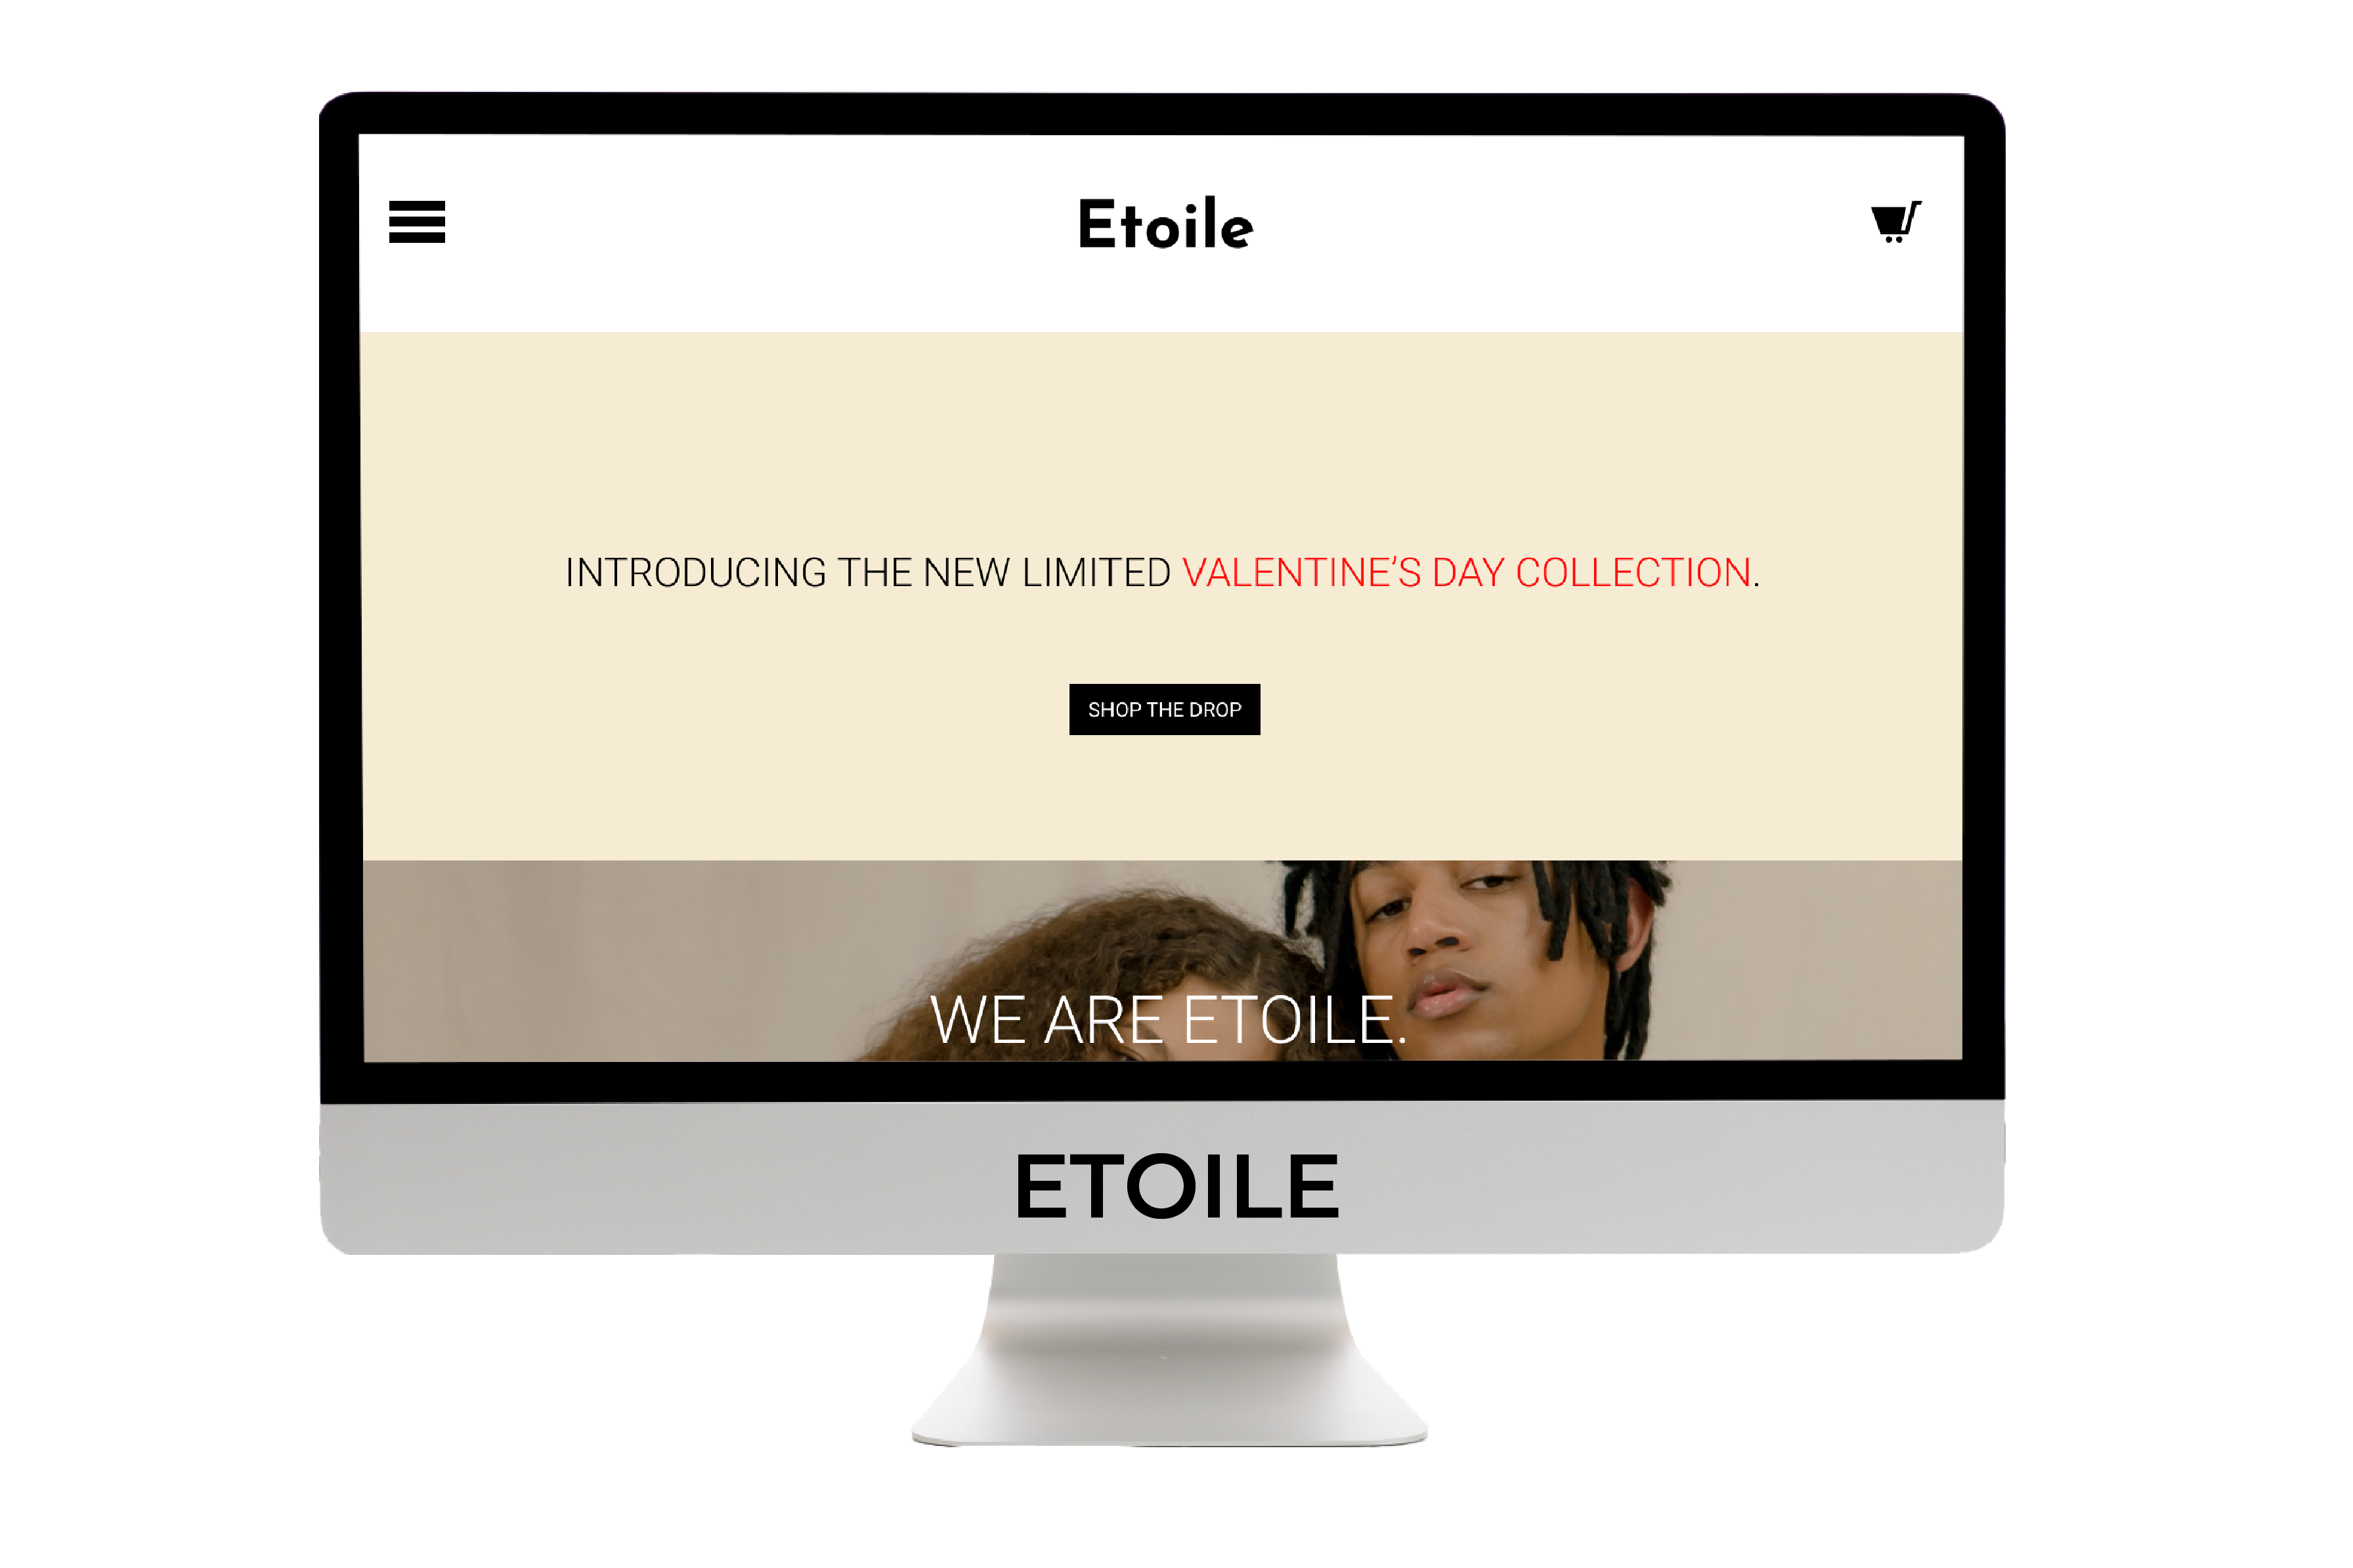 Etoile
INTRODUCING THE NEW LIMITED VALENTINE’S DAY COLLECTION.
SHOP THE DROP
WE ARE ETOILE.
ETOILE